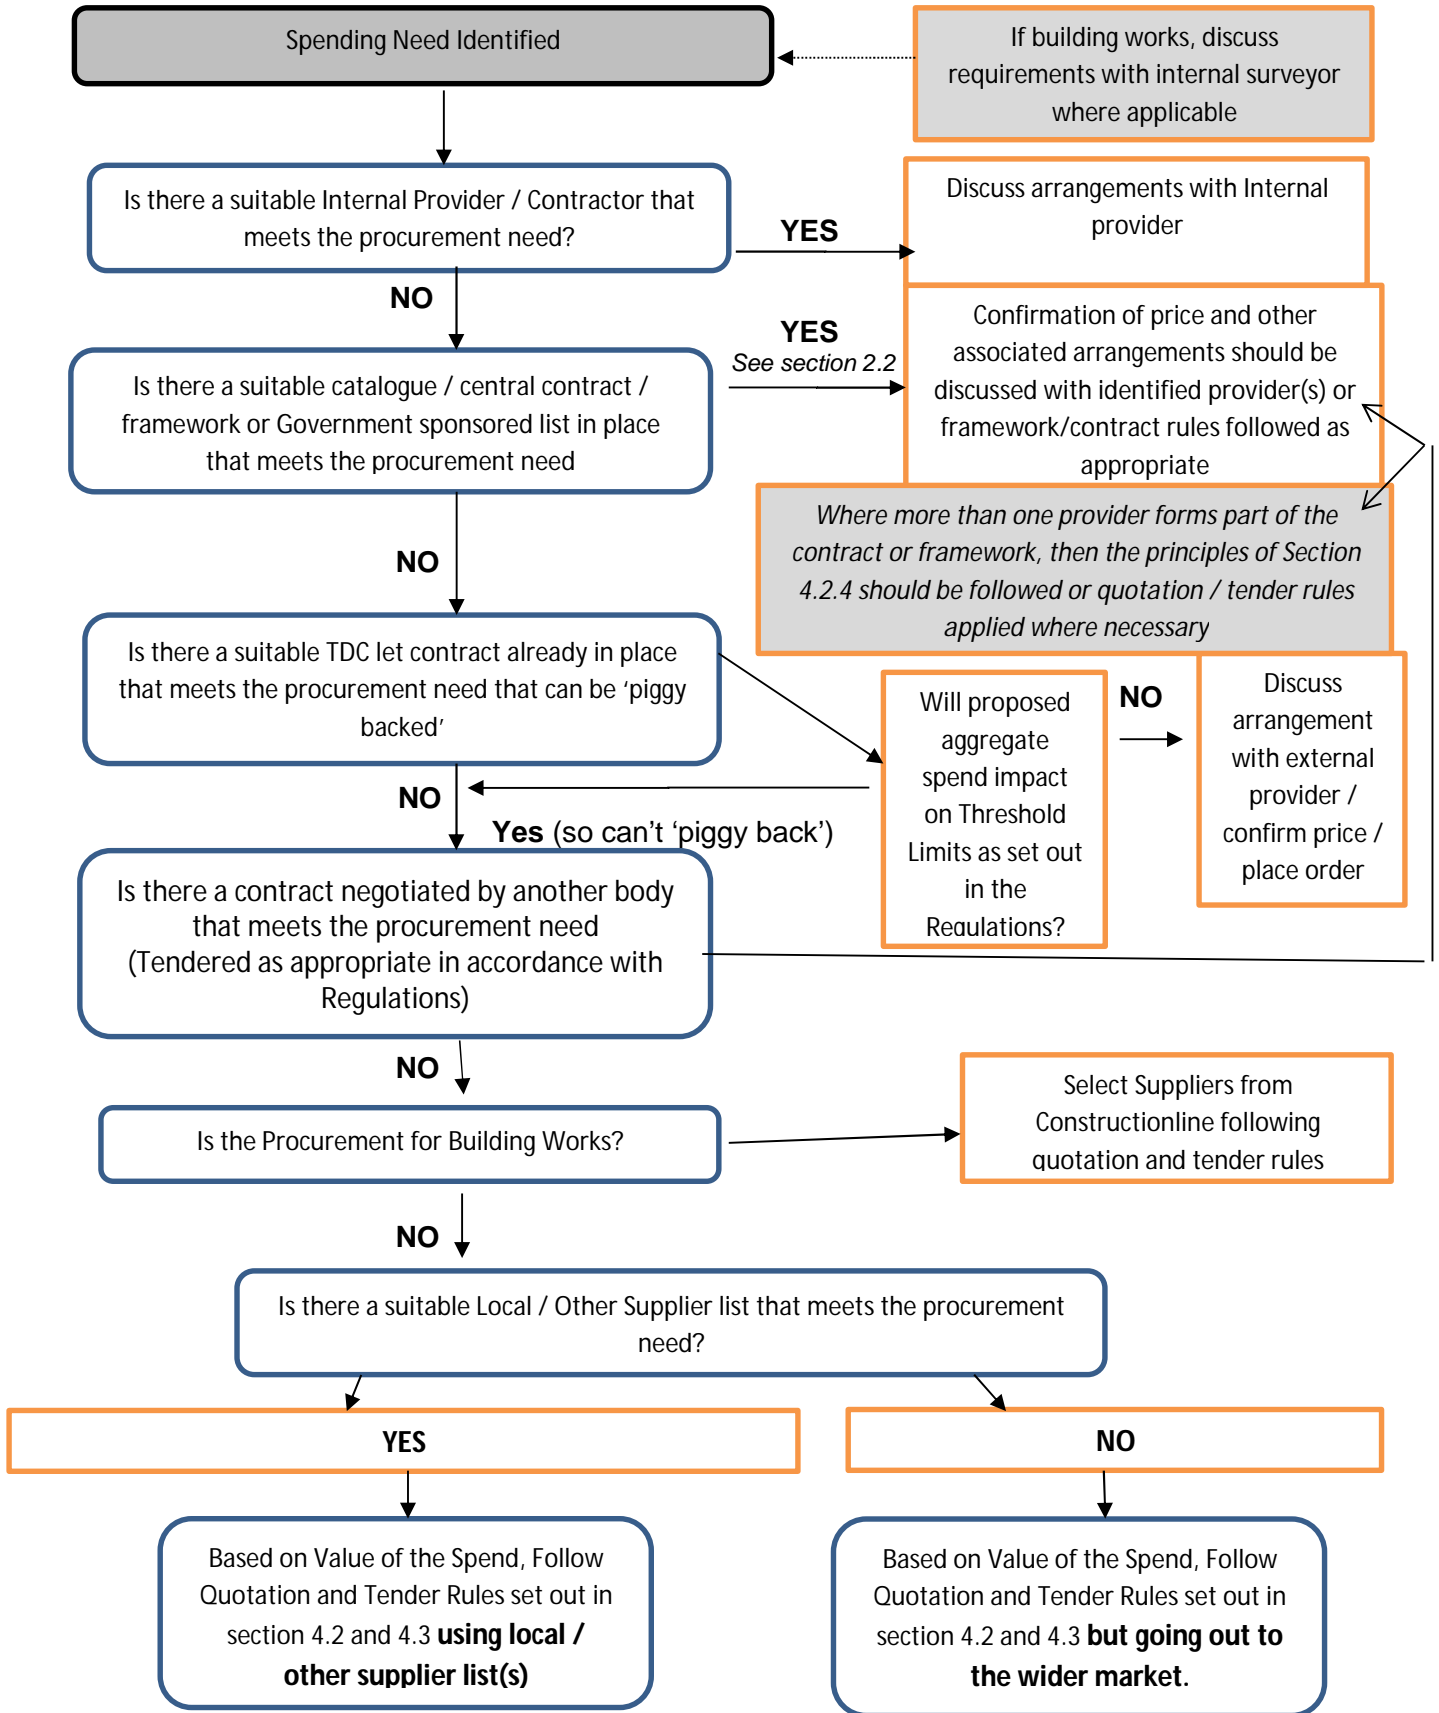 Spending Need Identified
If building works, discuss
requirements with internal surveyor
where applicable
Is there a suitable Internal Provider / Contractor that
meets the procurement need?
YES
Discuss arrangements with Internal
provider
NO
Is there a suitable catalogue / central contract /
framework or Government sponsored list in place
that meets the procurement need
YES
See section 2.2
Confirmation of price and other
associated arrangements should be
discussed with identified provider(s) or
framework/contract rules followed as
appropriate
Where more than one provider forms part of the
contract or framework, then the principles of Section
4.2.4 should be followed or quotation / tender rules
applied where necessary
NO
Is there a suitable TDC let contract already in place
that meets the procurement need that can be ‘piggy
backed’
Will proposed
aggregate
spend impact
on Threshold
Limits as set out
in the
Regulations?
NO
Discuss
arrangement
with external
provider /
confirm price /
place order
NO
Yes (so can’t ‘piggy back’)
Is there a contract negotiated by another body
that meets the procurement need
(Tendered as appropriate in accordance with
Regulations)
NO
Is the Procurement for Building Works?
Select Suppliers from
Constructionline following
quotation and tender rules
NO
Is there a suitable Local / Other Supplier list that meets the procurement
need?
YES
NO
Based on Value of the Spend, Follow
Quotation and Tender Rules set out in
section 4.2 and 4.3 using local /
other supplier list(s)
Based on Value of the Spend, Follow
Quotation and Tender Rules set out in
section 4.2 and 4.3 but going out to
the wider market.